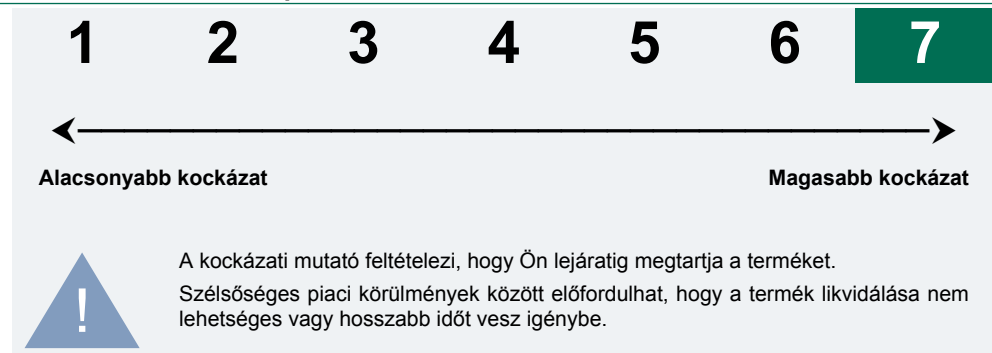 1 2 3 4 5 6 7
Alacsonyabb kockázat Magasabb kockázat
A kockázati mutató feltételezi, hogy Ön lejáratig megtartja a terméket.
Szélsőséges piaci körülmények között előfordulhat, hogy a termék likvidálása nem
lehetséges vagy hosszabb időt vesz igénybe.
!